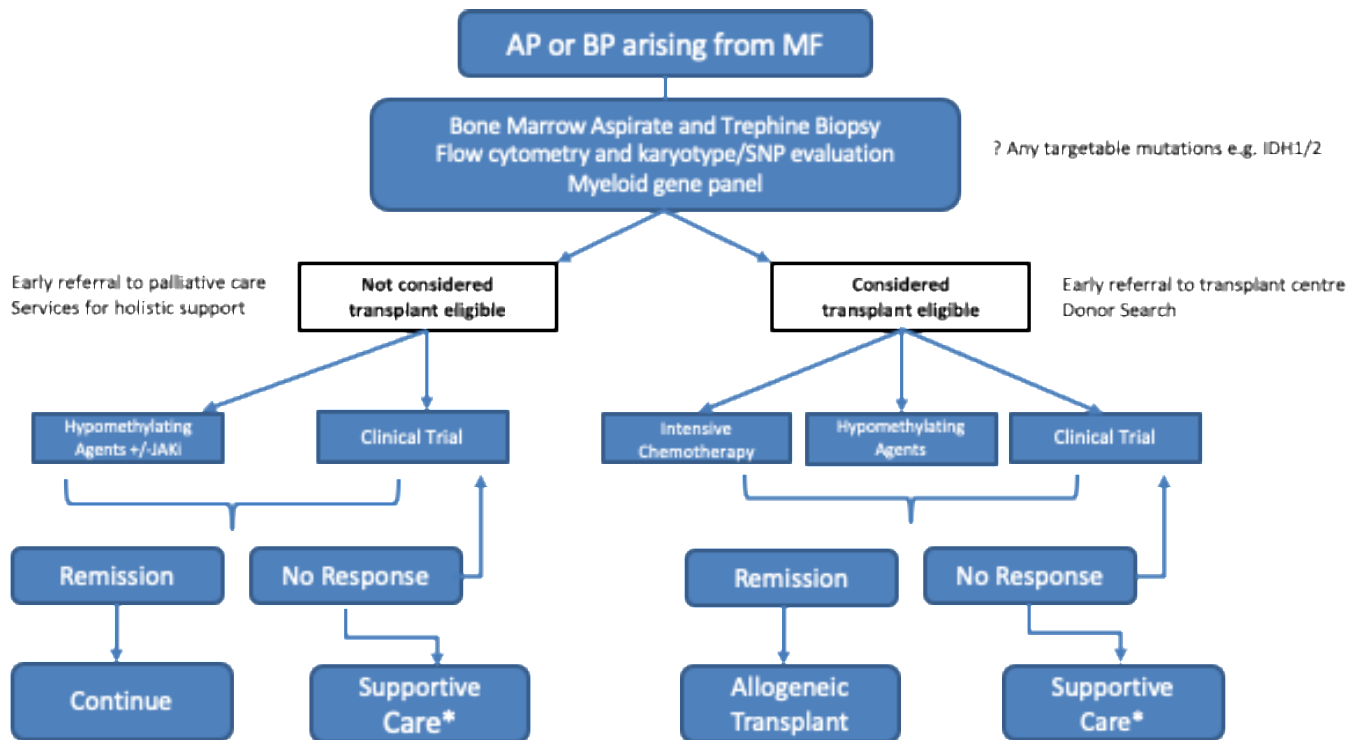 AP or BP arising from MF
Bone Marrow Aspirate and Trephine Biopsy
Flow cytometry and karyotype/SNP evaluation
Myeloid gene panel
? Any targetable mutations e.g. IDH1/2
Early referral to palliative care
Services for holistic support
Not considered
transplant eligible
Considered
transplant eligible
Early referral to transplant centre
Donor Search
Hypomethylating
Agents +/-JAKi
Clinical Trial
Intensive
Chemotherapy
Hypomethylating
Agents
Clinical Trial
Remission
No Response
Remission
No Response
Continue
Supportive
Care*
Allogeneic
Transplant
Supportive
Care*